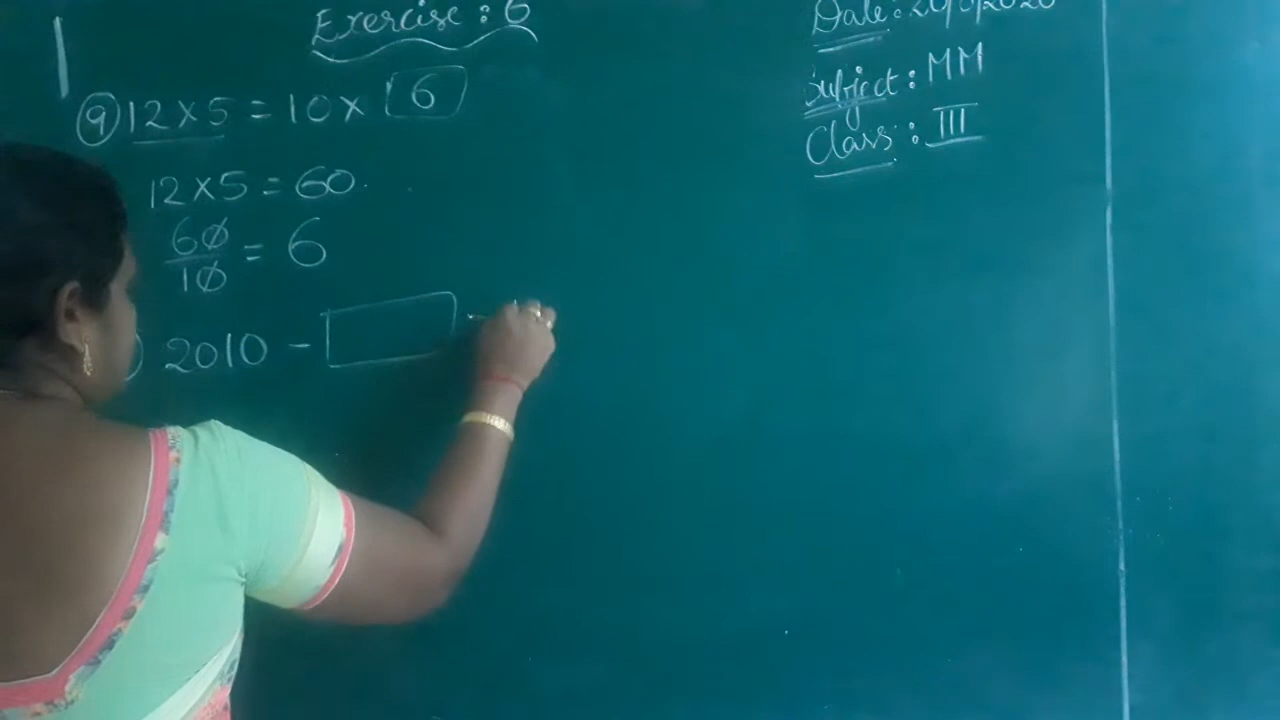 Exercise : 6
Date:
Subject : MM
Class : III
9) 12 × 5 = 10 × 6
12 × 5 = 60
60/10 = 6
) 2010 -